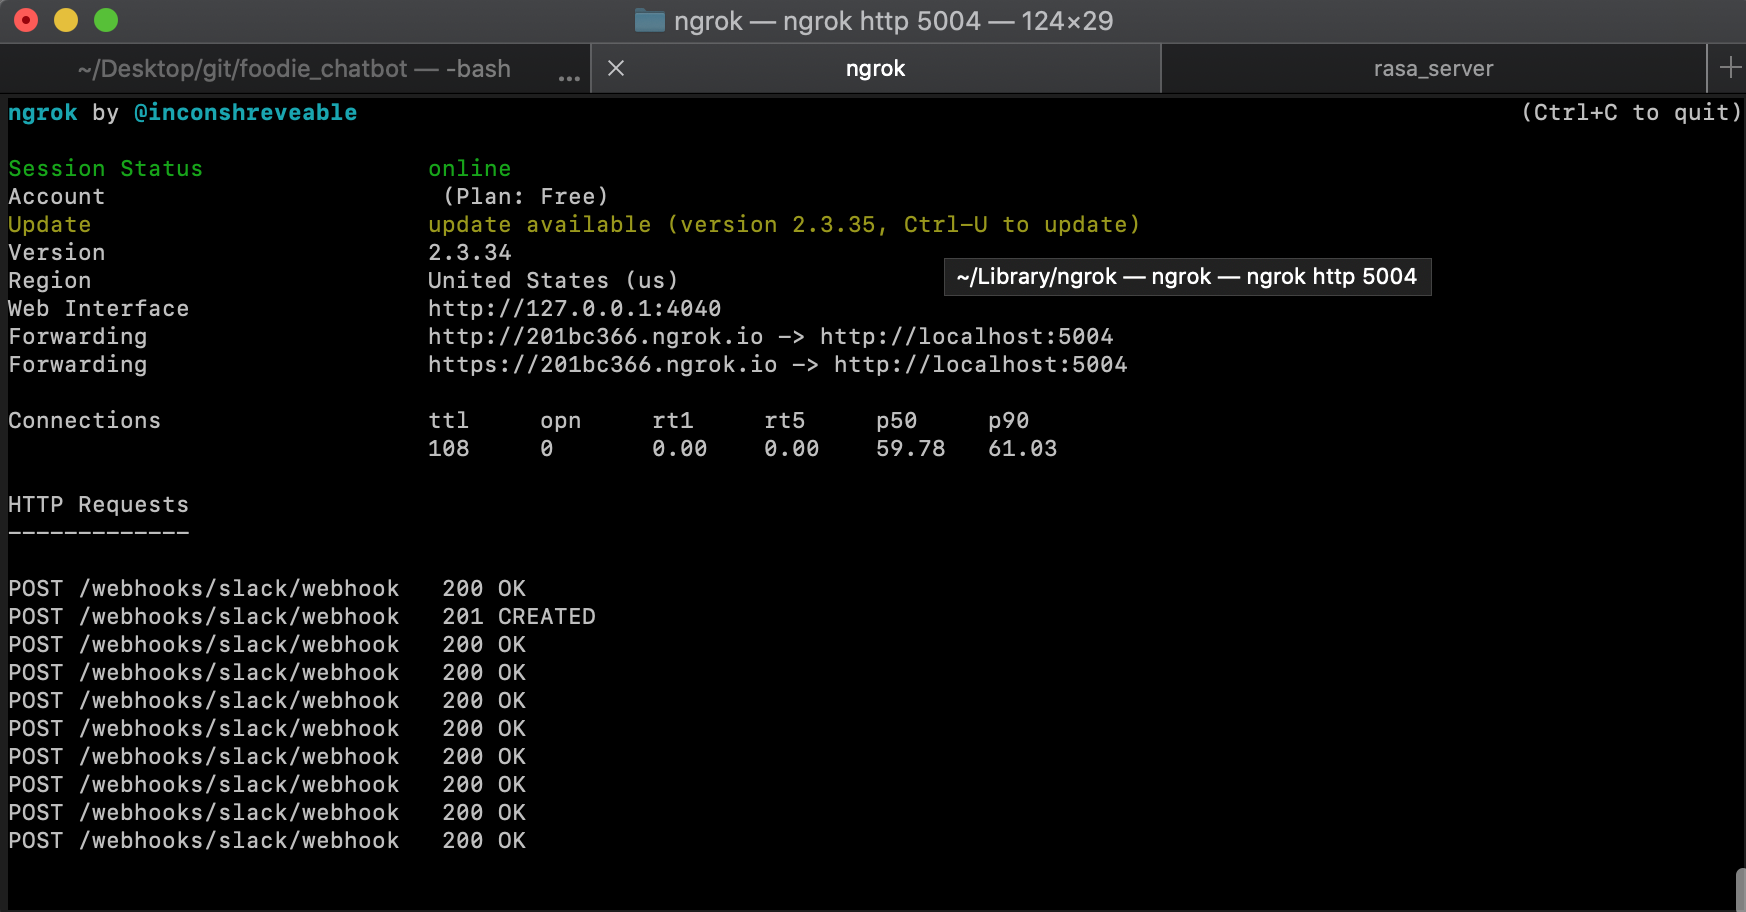 ngrok — ngrok http 5004 — 124×29
~/Desktop/git/foodie_chatbot — -bash ... ngrok rasa_server
ngrok by @inconshreveable (Ctrl+C to quit)
Session Status online
Account (Plan: Free)
Update update available (version 2.3.35, Ctrl-U to update)
Version 2.3.34
Region United States (us)
~/Library/ngrok — ngrok — ngrok http 5004
Web Interface http://127.0.0.1:4040
Forwarding http://201bc366.ngrok.io -> http://localhost:5004
Forwarding https://201bc366.ngrok.io -> http://localhost:5004
Connections ttl opn rt1 rt5 p50 p90
108 0 0.00 0.00 59.78 61.03
HTTP Requests
-------------
POST /webhooks/slack/webhook 200 OK
POST /webhooks/slack/webhook 201 CREATED
POST /webhooks/slack/webhook 200 OK
POST /webhooks/slack/webhook 200 OK
POST /webhooks/slack/webhook 200 OK
POST /webhooks/slack/webhook 200 OK
POST /webhooks/slack/webhook 200 OK
POST /webhooks/slack/webhook 200 OK
POST /webhooks/slack/webhook 200 OK
POST /webhooks/slack/webhook 200 OK